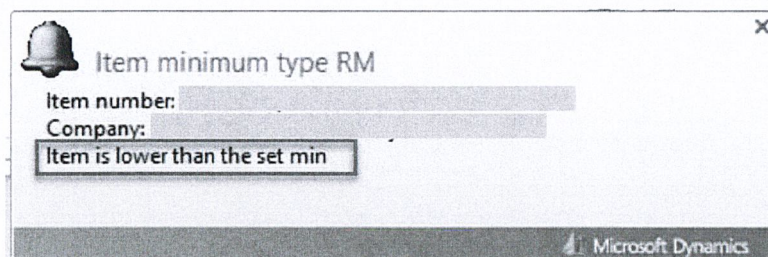 Item minimum type RM
Item number:
Company:
Item is lower than the set min
Microsoft Dynamics